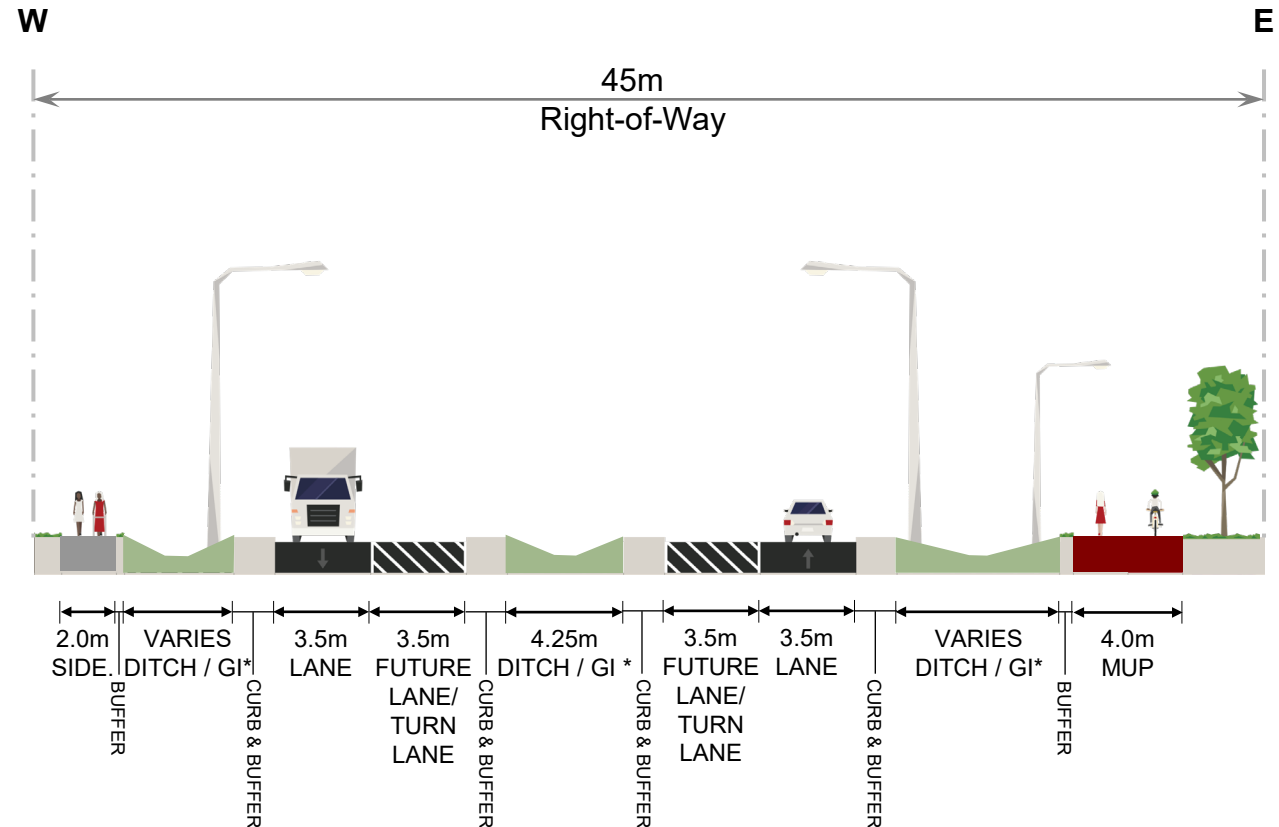 W
E
45m
Right-of-Way
2.0m
SIDE.
BUFFER
VARIES
DITCH / GI*
CURB & BUFFER
3.5m
LANE
3.5m
FUTURE
LANE/
TURN
LANE
CURB & BUFFER
4.25m
DITCH / GI *
CURB & BUFFER
3.5m
FUTURE
LANE/
TURN
LANE
3.5m
LANE
CURB & BUFFER
VARIES
DITCH / GI*
BUFFER
4.0m
MUP